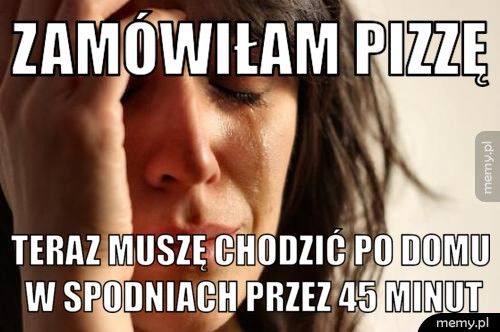 ZAMÓWIŁAM PIZZĘ
memy.pl
TERAZ MUSZĘ CHODZIĆ PO DOMU
W SPODNIACH PRZEZ 45 MINUT
memy.pl